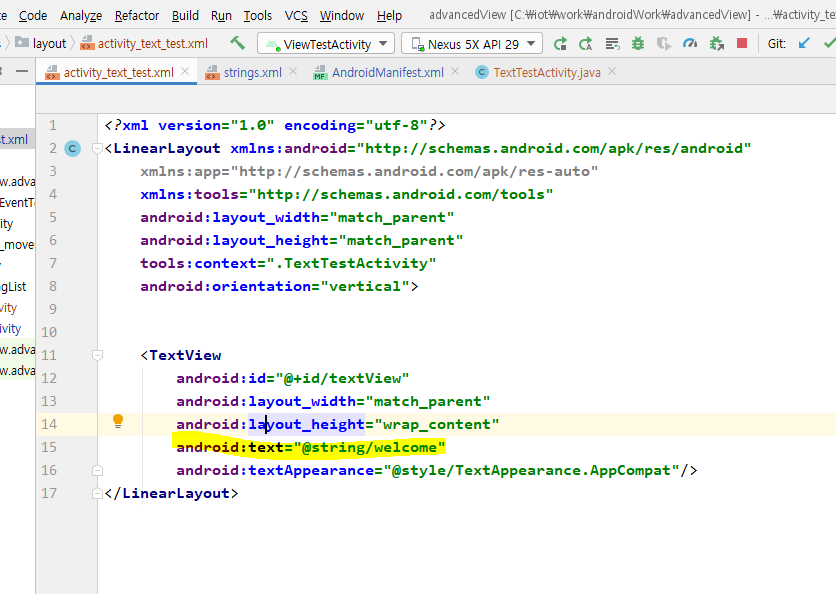 Code Analyze Refactor Build Run Tools VCS Window Help advancedView [C:₩iot₩work₩androidWork₩advancedView] - ...₩activity_te
layout activity_text_test.xml ViewTestActivity Nexus 5X API 29 Git:
activity_text_test.xml strings.xml AndroidManifest.xml TextTestActivity.java
1 <?xml version="1.0" encoding="utf-8"?>
st.xml
2 <LinearLayout xmlns:android="http://schemas.android.com/apk/res/android"
3 xmlns:app="http://schemas.android.com/apk/res-auto"
w.adva
4 xmlns:tools="http://schemas.android.com/tools"
EventTe
5 android:layout_width="match_parent"
ity
6 android:layout_height="match_parent"
_move
7 tools:context=".TextTestActivity"
8 android:orientation="vertical">
gList
9
vity
10
ivity
11 <TextView
w.adva
12 android:id="@+id/textView"
w.adva
13 android:layout_width="match_parent"
14 android:layout_height="wrap_content"
15 android:text="@string/welcome"
16 android:textAppearance="@style/TextAppearance.AppCompat"/>
17 </LinearLayout>